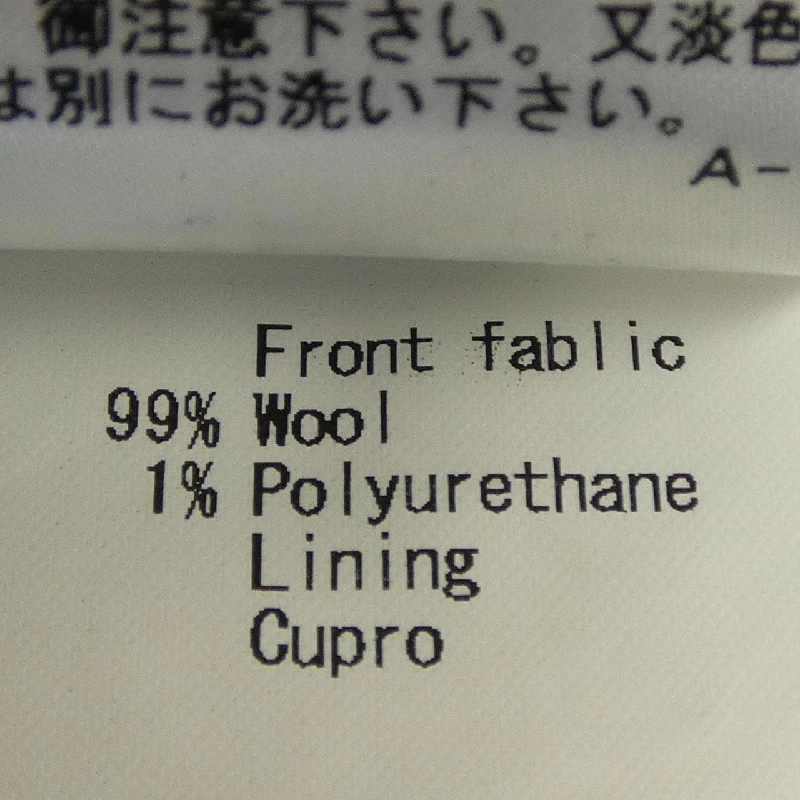 御注意下さい。又淡色
は別にお洗い下さい。
A-
Front fablic
99% Wool
1% Polyurethane
Lining
Cupro